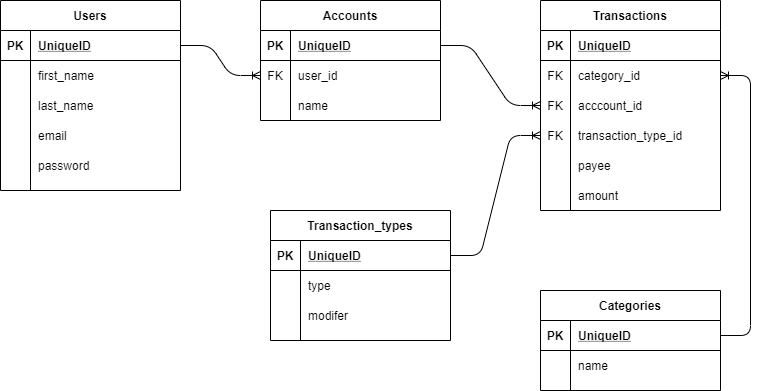 Users
PK UniqueID
first_name
last_name
email
password
Accounts
PK UniqueID
FK user_id
name
Transactions
PK UniqueID
FK category_id
FK acccount_id
FK transaction_type_id
payee
amount
Transaction_types
PK UniqueID
type
modifer
Categories
PK UniqueID
name